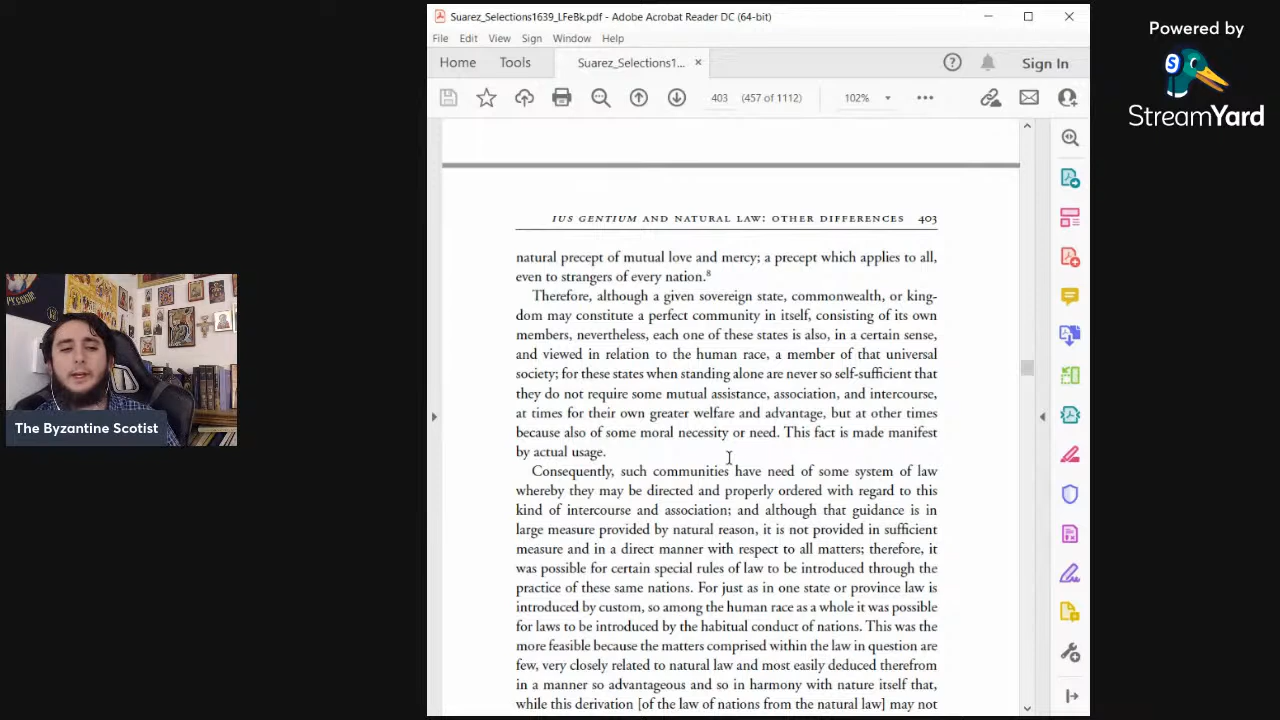 Suarez_Selections1639_LFeBk.pdf - Adobe Acrobat Reader DC (64-bit)
File Edit View Sign Window Help
Home Tools Suarez_Selections1... × Sign In
403 (457 of 1112) 102%
IUS GENTIUM AND NATURAL LAW: OTHER DIFFERENCES 403
natural precept of mutual love and mercy; a precept which applies to all,
even to strangers of every nation.8
Therefore, although a given sovereign state, commonwealth, or king-
dom may constitute a perfect community in itself, consisting of its own
members, nevertheless, each one of these states is also, in a certain sense,
and viewed in relation to the human race, a member of that universal
society; for these states when standing alone are never so self-sufficient that
they do not require some mutual assistance, association, and intercourse,
at times for their own greater welfare and advantage, but at other times
because also of some moral necessity or need. This fact is made manifest
by actual usage.
Consequently, such communities have need of some system of law
whereby they may be directed and properly ordered with regard to this
kind of intercourse and association; and although that guidance is in
large measure provided by natural reason, it is not provided in sufficient
measure and in a direct manner with respect to all matters; therefore, it
was possible for certain special rules of law to be introduced through the
practice of these same nations. For just as in one state or province law is
introduced by custom, so among the human race as a whole it was possible
for laws to be introduced by the habitual conduct of nations. This was the
more feasible because the matters comprised within the law in question are
few, very closely related to natural law and most easily deduced therefrom
in a manner so advantageous and so in harmony with nature itself that,
while this derivation [of the law of nations from the natural law] may not
The Byzantine Scotist
Powered by
S
StreamYard